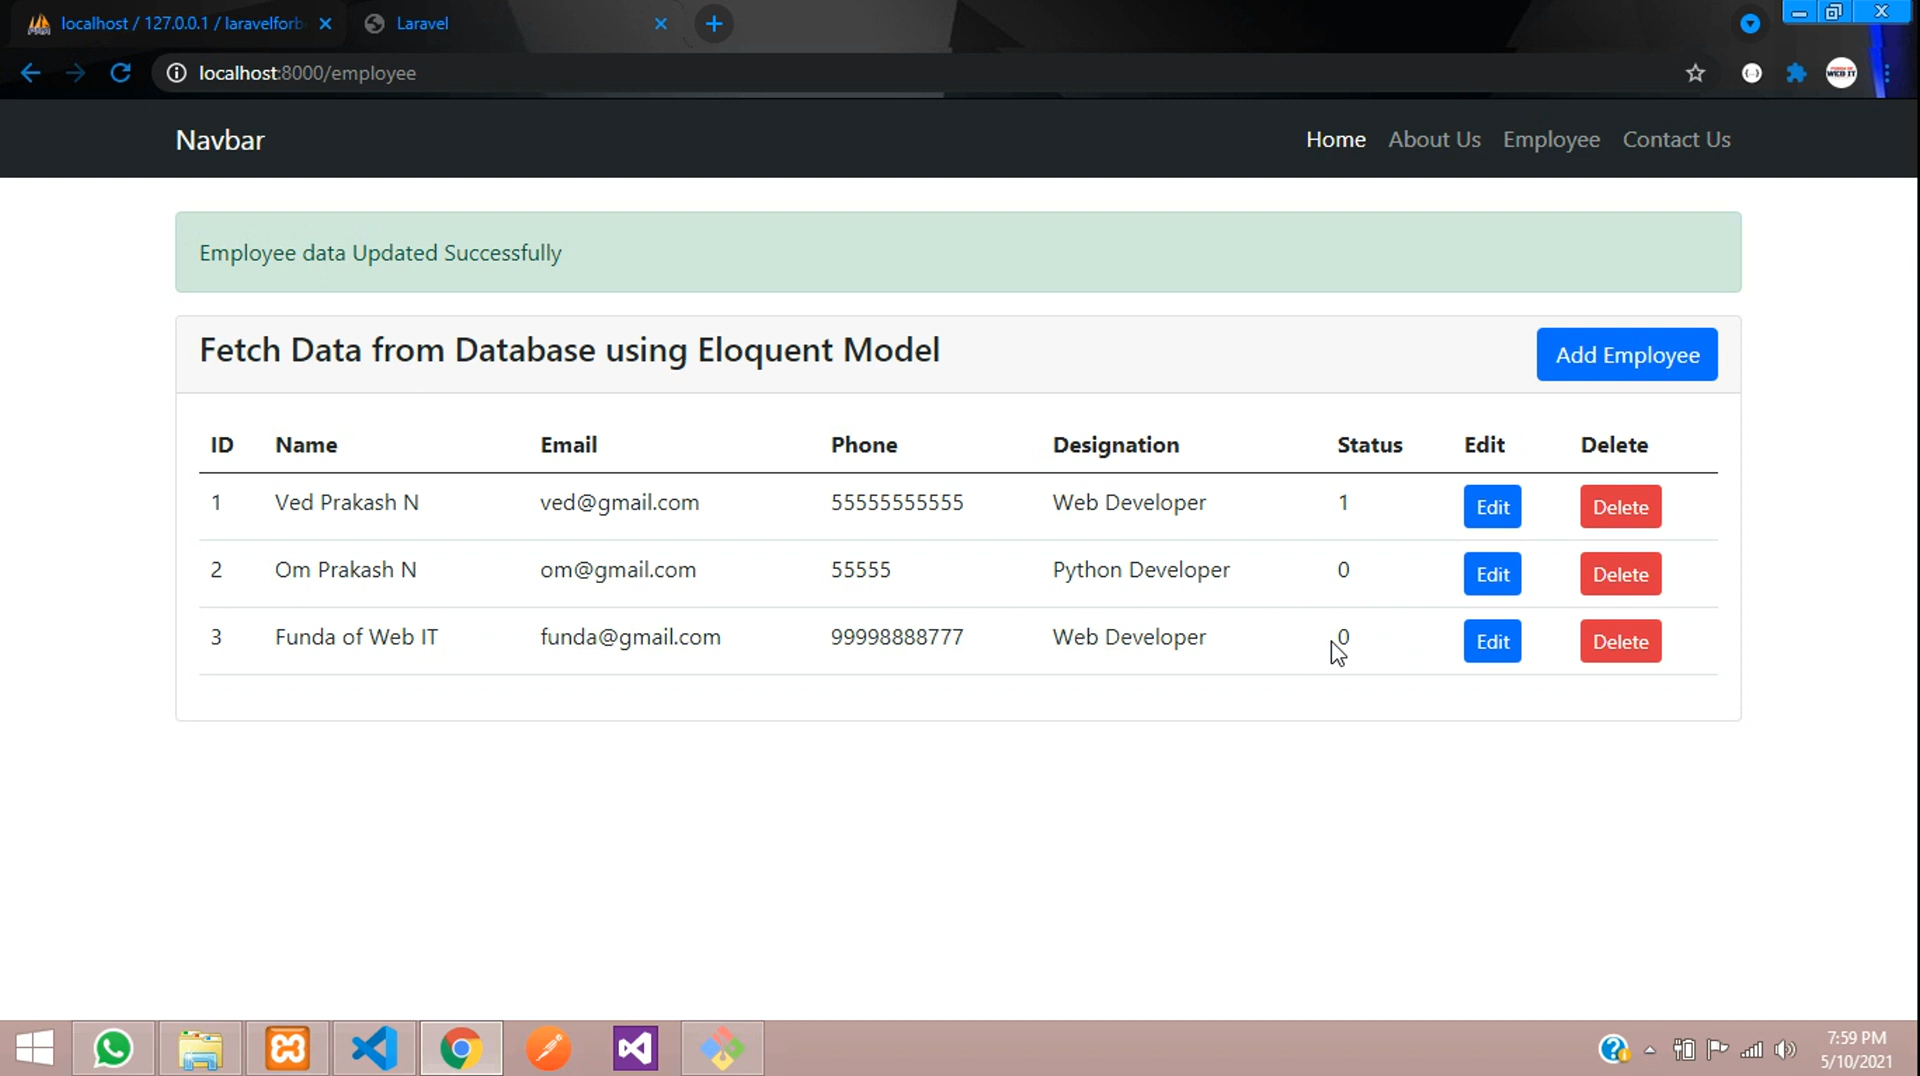 localhost / 127.0.0.1 / laravelforb
Laravel
localhost:8000/employee
WEB IT
Navbar
Home About Us Employee Contact Us
Employee data Updated Successfully
Fetch Data from Database using Eloquent Model
Add Employee
ID Name Email Phone Designation Status Edit Delete
1 Ved Prakash N ved@gmail.com 55555555555 Web Developer 1 Edit Delete
2 Om Prakash N om@gmail.com 55555 Python Developer 0 Edit Delete
3 Funda of Web IT funda@gmail.com 99998888777 Web Developer 0 Edit Delete
7:59 PM
5/10/2021